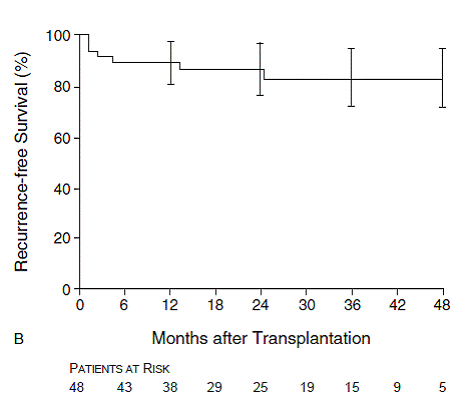 100
80
60
40
20
0
Recurrence-free Survival (%)
0 6 12 18 24 30 36 42 48
B Months after Transplantation
PATIENTS AT RISK
48 43 38 29 25 19 15 9 5